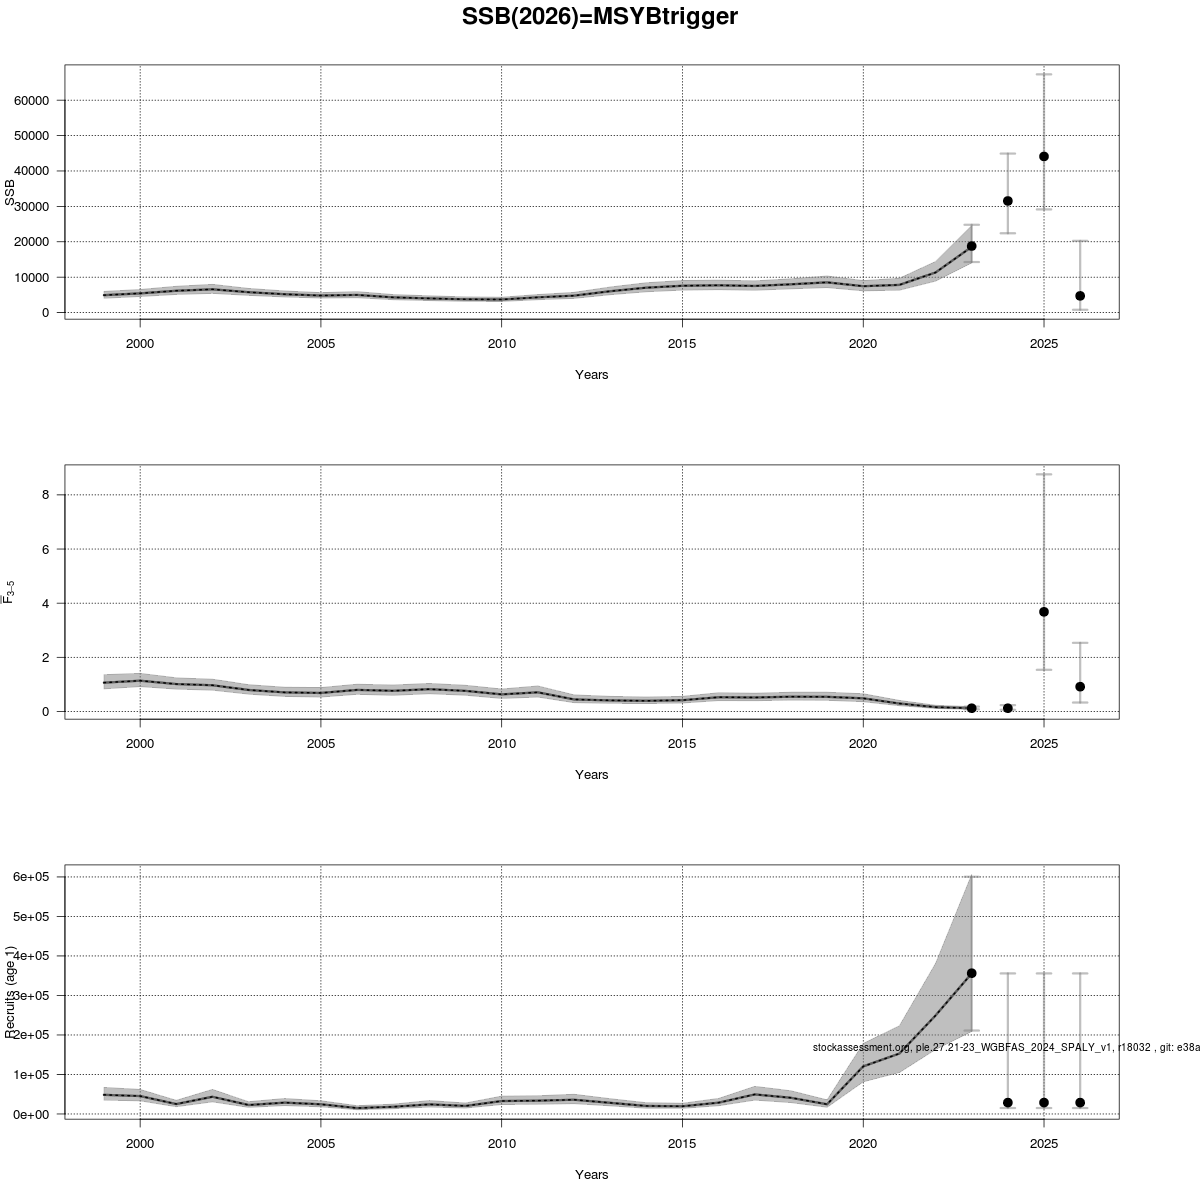 SSB(2026)=MSYBtrigger
SSB
60000
50000
40000
30000
20000
10000
0
2000 2005 2010 2015 2020 2025
Years
F3−5
8
6
4
2
0
2000 2005 2010 2015 2020 2025
Years
Recruits (age 1)
6e+05
5e+05
4e+05
3e+05
2e+05
1e+05
0e+00
stockassessment.org, ple.27.21-23_WGBFAS_2024_SPALY_v1, r18032 , git: e38a
2000 2005 2010 2015 2020 2025
Years